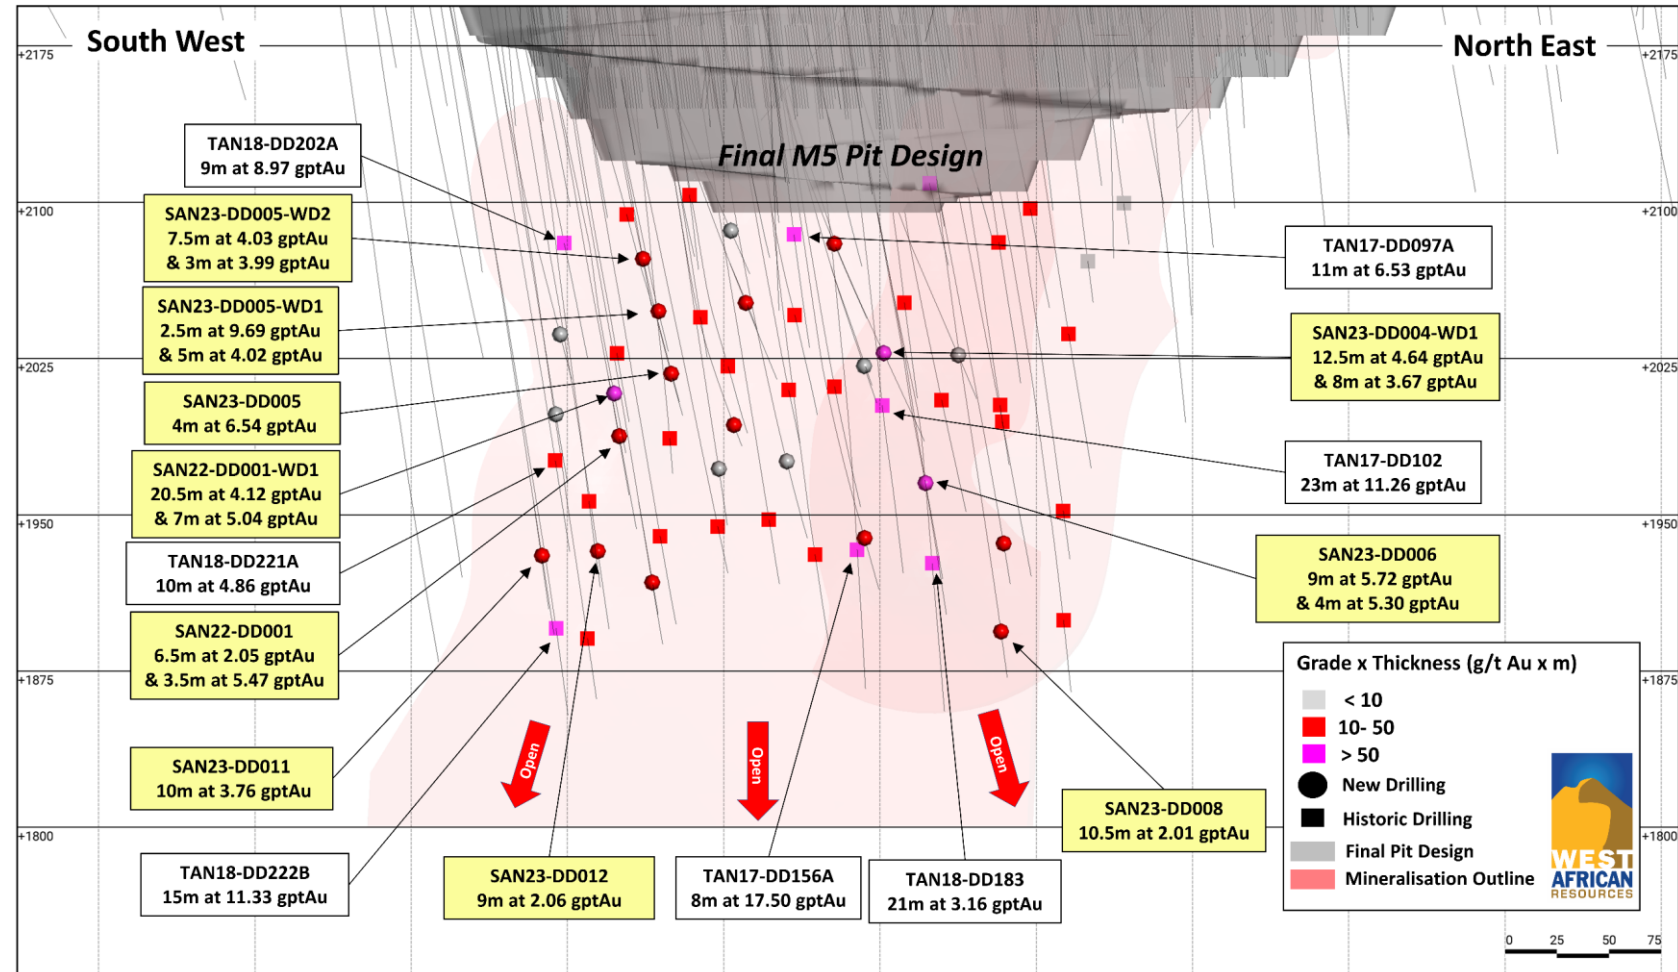 South West
North East
+2175
+2175
Final M5 Pit Design
TAN18-DD202A
9m at 8.97 gptAu
SAN23-DD005-WD2
7.5m at 4.03 gptAu
& 3m at 3.99 gptAu
+2100
+2100
TAN17-DD097A
11m at 6.53 gptAu
SAN23-DD005-WD1
2.5m at 9.69 gptAu
& 5m at 4.02 gptAu
SAN23-DD004-WD1
12.5m at 4.64 gptAu
& 8m at 3.67 gptAu
+2025
+2025
SAN23-DD005
4m at 6.54 gptAu
SAN22-DD001-WD1
20.5m at 4.12 gptAu
& 7m at 5.04 gptAu
TAN17-DD102
23m at 11.26 gptAu
+1950
+1950
TAN18-DD221A
10m at 4.86 gptAu
SAN23-DD006
9m at 5.72 gptAu
& 4m at 5.30 gptAu
SAN22-DD001
6.5m at 2.05 gptAu
& 3.5m at 5.47 gptAu
+1875
+1875
Grade x Thickness (g/t Au x m)
< 10
10- 50
> 50
New Drilling
Historic Drilling
Final Pit Design
Mineralisation Outline
WEST
AFRICAN
RESOURCES
Open
Open
Open
SAN23-DD011
10m at 3.76 gptAu
SAN23-DD008
10.5m at 2.01 gptAu
+1800
+1800
TAN18-DD222B
15m at 11.33 gptAu
SAN23-DD012
9m at 2.06 gptAu
TAN17-DD156A
8m at 17.50 gptAu
TAN18-DD183
21m at 3.16 gptAu
0 25 50 75